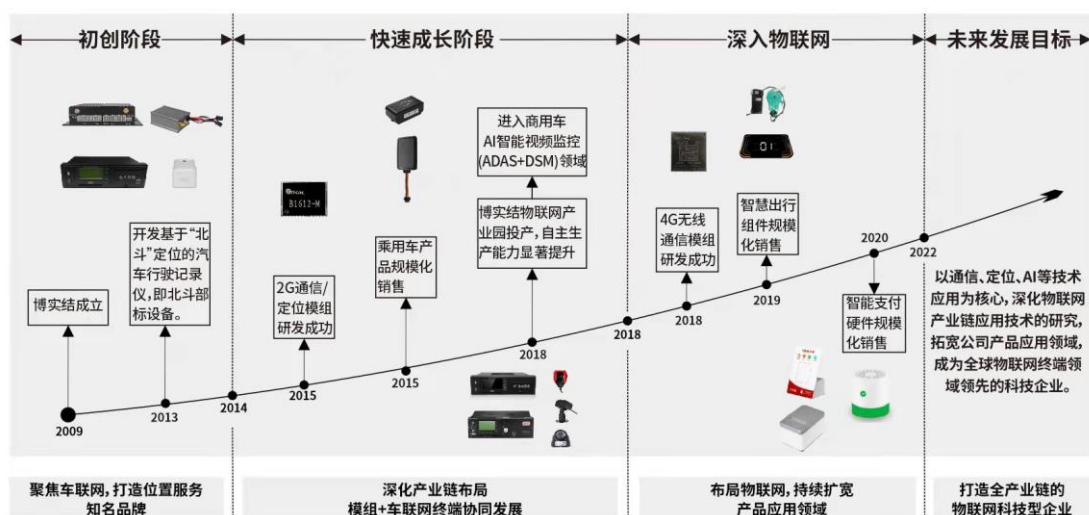 初创阶段
快速成长阶段
深入物联网
未来发展目标
进入商用车
AI智能视频监控
(ADAS+DSM)领域
B1612-M
01
开发基于“北
斗”定位的汽
车行驶记录
仪,即北斗部
标设备。
博实结成立
2G通信/
定位模组
研发成功
乘用车产
品规模化
销售
博实结物联网产
业园投产,自主生
产能力显著提升
4G无线
通信模组
研发成功
智慧出行
组件规模
化销售
智能支付
硬件规模
化销售
以通信、定位、AI等技术
应用为核心,深化物联网
产业链应用技术的研究,
拓宽公司产品应用领域,
成为全球物联网终端领
域领先的科技企业。
2009
2013
2014
2015
2015
2018
2018
2018
2019
2020
2022
聚焦车联网,打造位置服务
知名品牌
深化产业链布局
模组+车联网终端协同发展
布局物联网,持续扩宽
产品应用领域
打造全产业链的
物联网科技型企业